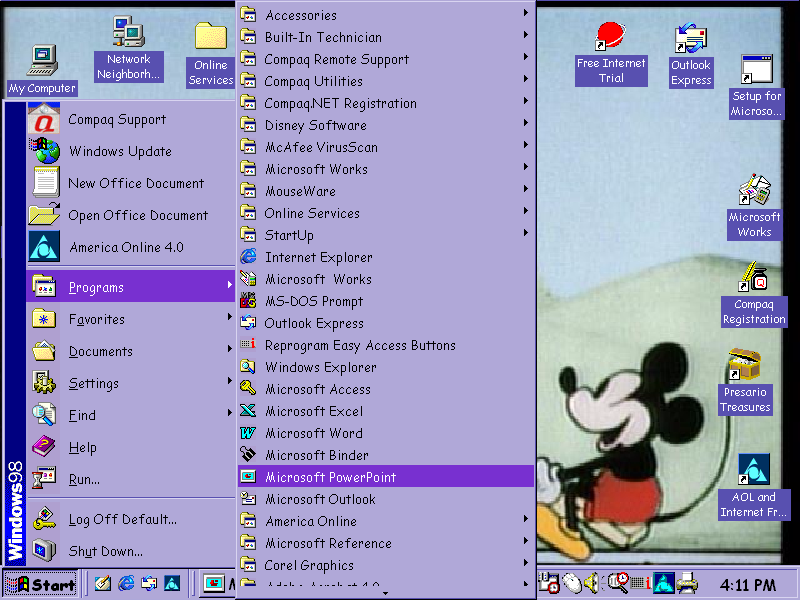 My Computer
Network
Neighborh...
Online
Services
Compaq Support
Windows Update
New Office Document
Open Office Document
America Online 4.0
Programs
Favorites
Documents
Settings
Find
Help
Run...
Log Off Default...
Shut Down...
Windows98
Accessories
Built-In Technician
Compaq Remote Support
Compaq Utilities
Compaq.NET Registration
Disney Software
McAfee VirusScan
Microsoft Works
MouseWare
Online Services
StartUp
Internet Explorer
Microsoft Works
MS-DOS Prompt
Outlook Express
Reprogram Easy Access Buttons
Windows Explorer
Microsoft Access
Microsoft Excel
Microsoft Word
Microsoft Binder
Microsoft PowerPoint
Microsoft Outlook
America Online
Microsoft Reference
Corel Graphics
Free Internet
Trial
Outlook
Express
Setup for
Microso...
Microsoft
Works
Compaq
Registration
Presario
Treasures
AOL and
Internet Fr...
Start
4:11 PM